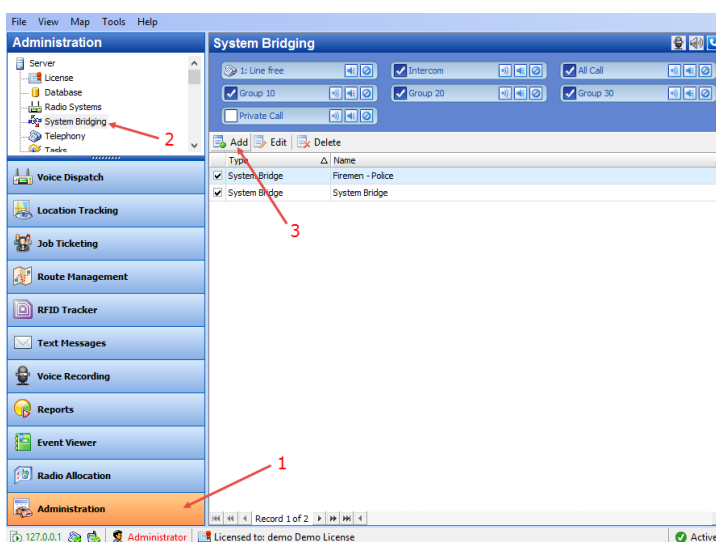 File View Map Tools Help
Administration
System Bridging
Server
License
Database
Radio Systems
System Bridging
Telephony
Tasks
2
1: Line free
Intercom
All Call
Group 10
Group 20
Group 30
Private Call
Add Edit Delete
Type Name
System Bridge Firemen - Police
System Bridge System Bridge
3
Voice Dispatch
Location Tracking
Job Ticketing
Route Management
RFID Tracker
Text Messages
Voice Recording
Reports
Event Viewer
Radio Allocation
1
Administration
Record 1 of 2
127.0.0.1 Administrator Licensed to: demo Demo License Active